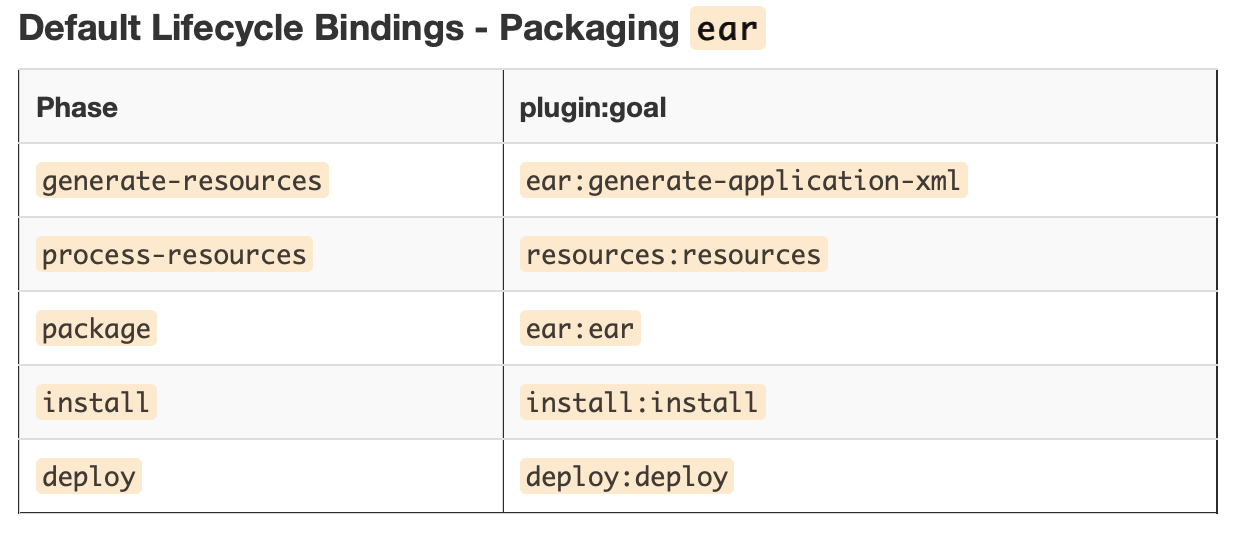 Default Lifecycle Bindings - Packaging ear
Phase plugin:goal
generate-resources ear:generate-application-xml
process-resources resources:resources
package ear:ear
install install:install
deploy deploy:deploy